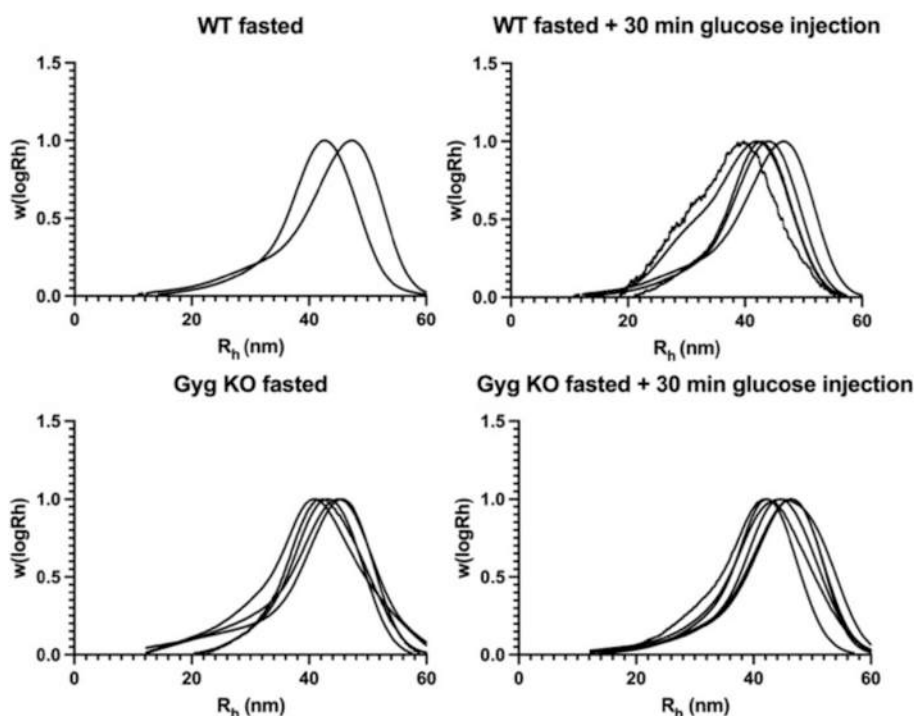 WT fasted
WT fasted + 30 min glucose injection
1.5
1.0
0.5
0.0
w(logRh)
0
20
40
60
Rh (nm)
1.5
1.0
0.5
0.0
w(logRh)
0
20
40
60
Rh (nm)
Gyg KO fasted
Gyg KO fasted + 30 min glucose injection
1.5
1.0
0.5
0.0
w(logRh)
0
20
40
60
Rh (nm)
1.5
1.0
0.5
0.0
w(logRh)
0
20
40
60
Rh (nm)